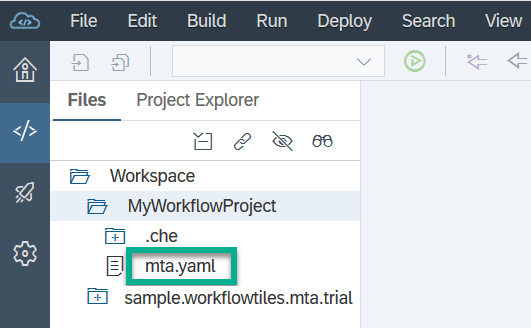 File Edit Build Run Deploy Search View
Files Project Explorer
Workspace
MyWorkflowProject
.che
mta.yaml
sample.workflowtiles.mta.trial